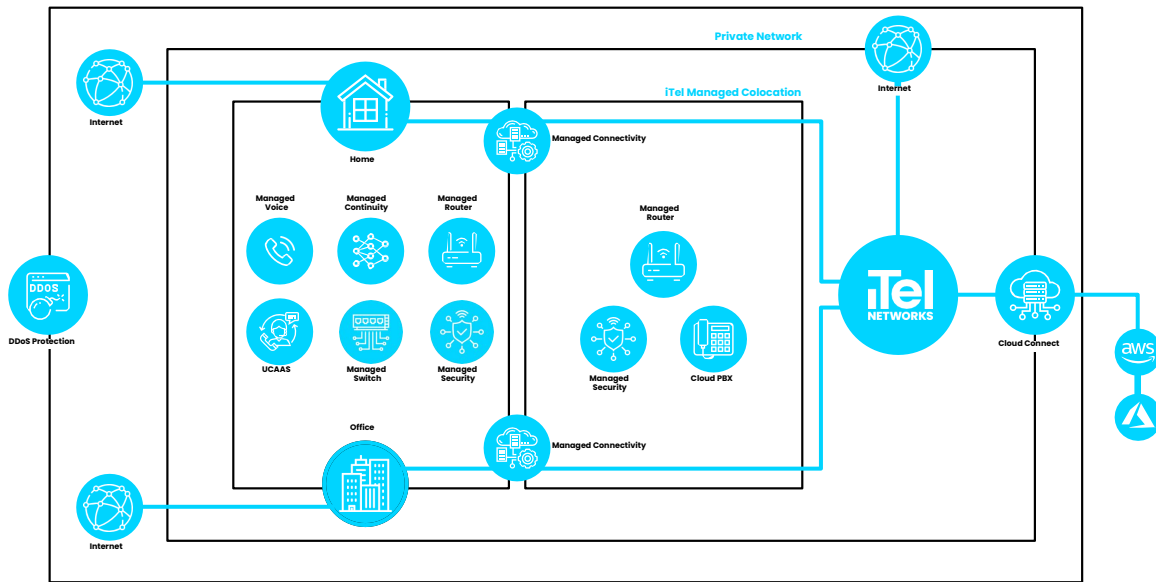 Private Network
Internet
Internet
iTel Managed Colocation
Home
Managed Connectivity
Managed
Voice
Managed
Continuity
Managed
Router
Managed
Router
DDOS
DDoS Protection
iTel
NETWORKS
Cloud Connect
aws
UCAAS
Managed
Switch
Managed
Security
Managed
Security
Cloud PBX
Office
Managed Connectivity
Internet